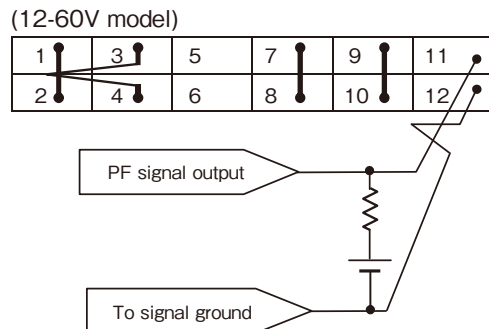 (12-60V model)
1 3 5 7 9 11
2 4 6 8 10 12
PF signal output
To signal ground